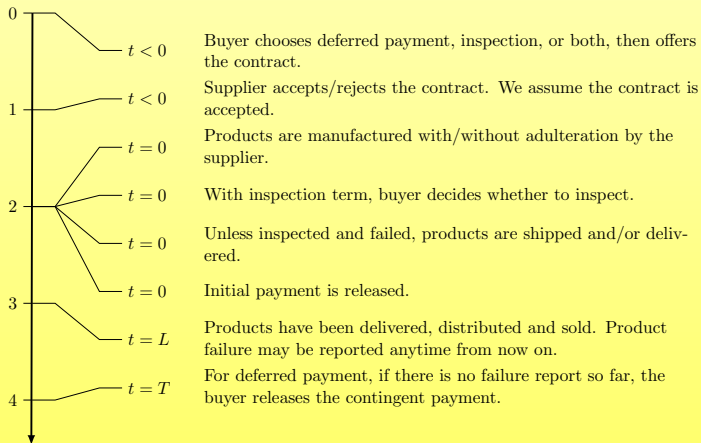 0
t < 0 Buyer chooses deferred payment, inspection, or both, then offers
the contract.
t < 0 Supplier accepts/rejects the contract. We assume the contract is
1
accepted.
t = 0 Products are manufactured with/without adulteration by the
supplier.
t = 0 With inspection term, buyer decides whether to inspect.
2
t = 0 Unless inspected and failed, products are shipped and/or deliv-
ered.
t = 0 Initial payment is released.
3
t = L Products have been delivered, distributed and sold. Product
failure may be reported anytime from now on.
t = T For deferred payment, if there is no failure report so far, the
4
buyer releases the contingent payment.